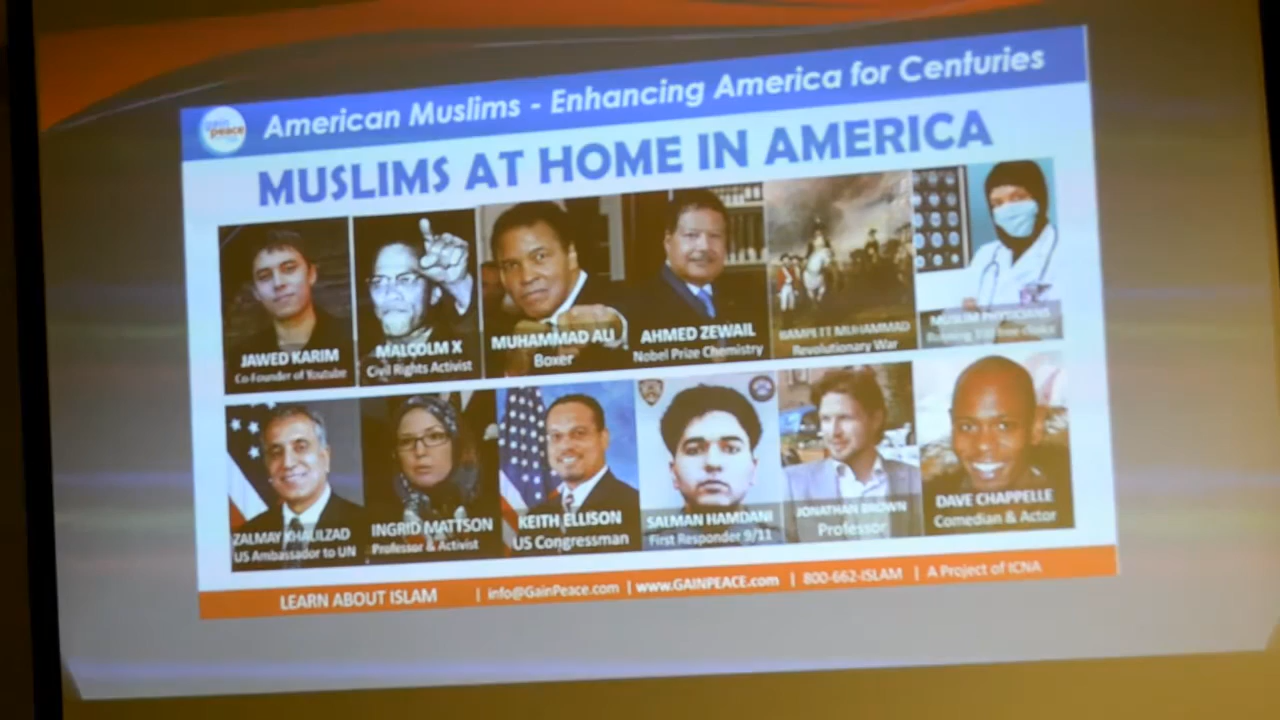 American Muslims - Enhancing America for Centuries
gain peace
MUSLIMS AT HOME IN AMERICA
JAWED KARIM
Co-Founder of Youtube
MALCOLM X
Civil Rights Activist
MUHAMMAD ALI
Boxer
AHMED ZEWAIL
Nobel Prize Chemistry
MUHAMMAD
Revolutionary War
MUSLIM PHYSICIANS
ZALMAY KHALILZAD
US Ambassador to UN
INGRID MATTSON
Professor & Activist
KEITH ELLISON
US Congressman
SALMAN HAMDANI
First Responder 9/11
JONATHAN BROWN
Professor
DAVE CHAPPELLE
Comedian & Actor
LEARN ABOUT ISLAM | info@GainPeace.com | www.GAINPEACE.com | 800-662-ISLAM | A Project of ICNA